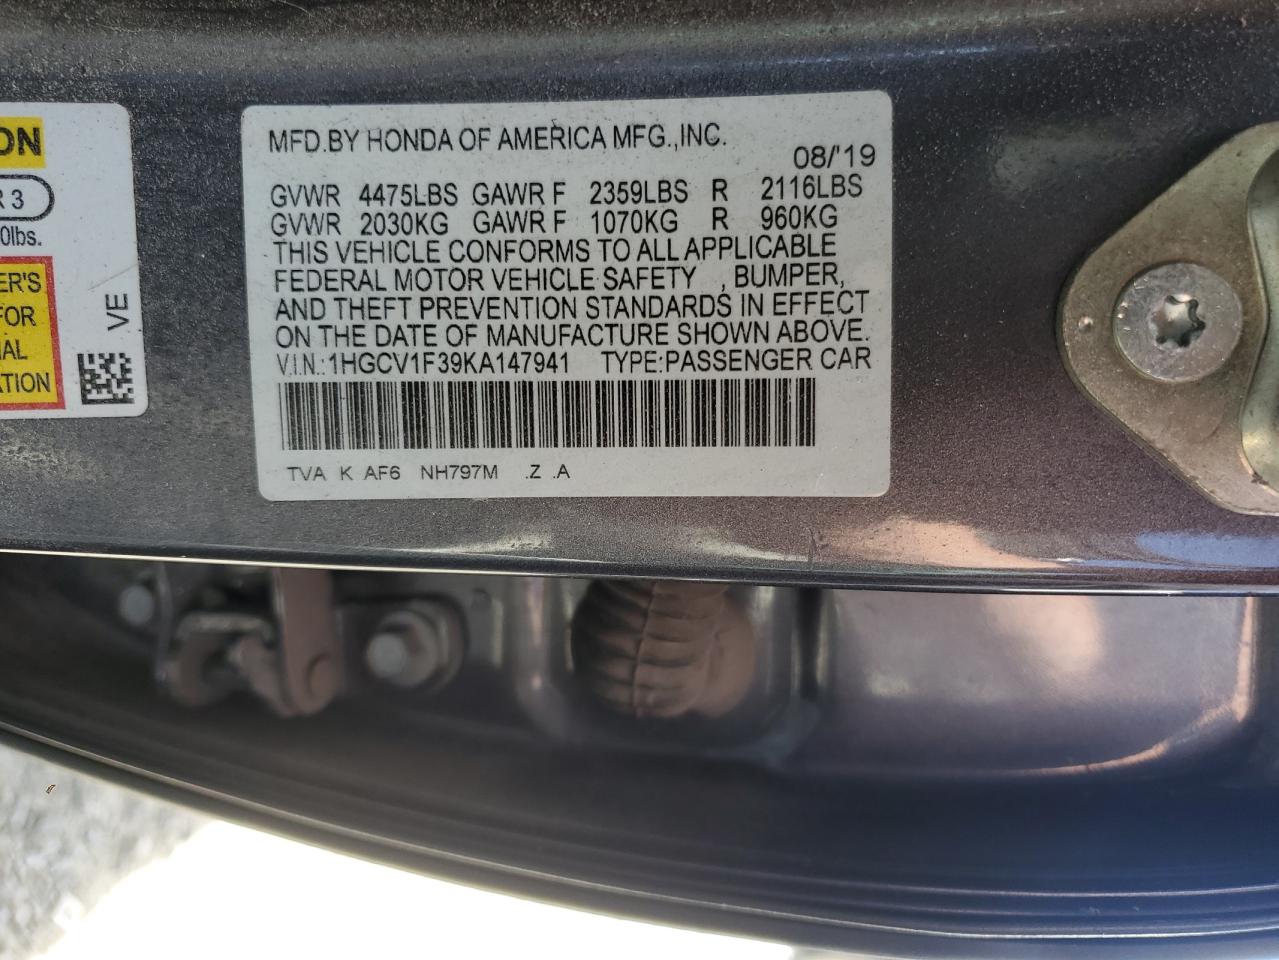 ON
R 3
0lbs.
ER'S
FOR
IAL
ATION
VE
MFD.BY HONDA OF AMERICA MFG.,INC.
08/'19
GVWR 4475LBS GAWR F 2359LBS R 2116LBS
GVWR 2030KG GAWR F 1070KG R 960KG
THIS VEHICLE CONFORMS TO ALL APPLICABLE
FEDERAL MOTOR VEHICLE SAFETY , BUMPER,
AND THEFT PREVENTION STANDARDS IN EFFECT
ON THE DATE OF MANUFACTURE SHOWN ABOVE.
V.I.N.:1HGCV1F39KA147941 TYPE:PASSENGER CAR
TVA K AF6 NH797M .Z .A